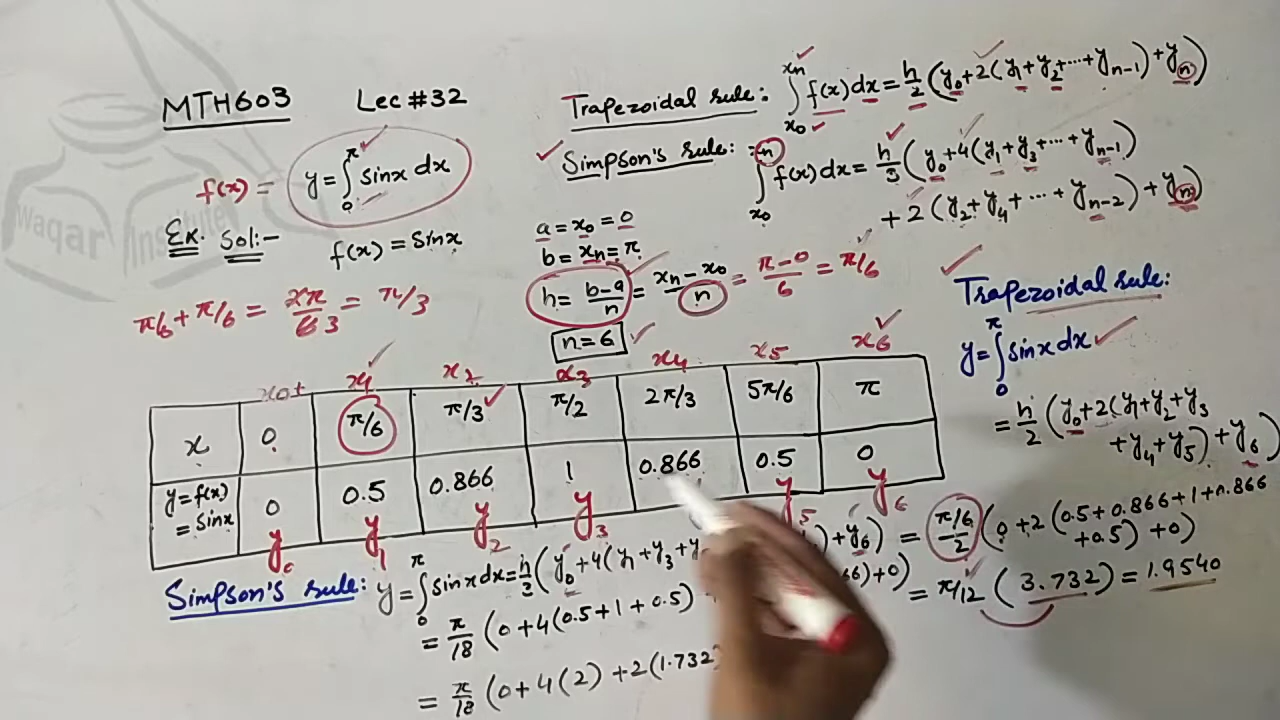 MTH603 Lec #32
f(x) = y = ∫₀^π sinx dx
Waqar Institute
Ex. Sol:- f(x) = sinx
π/6 + π/6 = 2π/6 3 = π/3
Trapezoidal rule: ∫ₓ₀^xₙ f(x) dx = h/2 (y₀ + 2(y₁ + y₂ + ... + yₙ₋₁) + yₙ)
Simpson's rule: ∫ₓ₀ f(x) dx = h/3 (y₀ + 4(y₁ + y₃ + ... + yₙ₋₁)
+ 2(y₂ + y₄ + ... + yₙ₋₂) + yₙ)
a = x₀ = 0
b = xₙ = π
h = b-a/n = xₙ - x₀/n = π - 0/6 = π/6
n = 6
x₀ x₁ x₂ x₃ x₄ x₅ x₆
x 0 π/6 π/3 π/2 2π/3 5π/6 π
y = f(x) = sinx 0 0.5 0.866 1 0.866 0.5 0
y₀ y₁ y₂ y₃ y₅ y₆
Trapezoidal rule:
y = ∫₀^π sinx dx
= h/2 (y₀ + 2(y₁ + y₂ + y₃
+ y₄ + y₅) + y₆)
= π/6/2 (0 + 2(0.5 + 0.866 + 1 + 0.866
+ 0.5) + 0)
= π/12 (3.732) = 1.9540
Simpson's rule: y = ∫₀^π sinx dx = h/3 (y₀ + 4(y₁ + y₃ + ) + y₆)
= π/18 (0 + 4(0.5 + 1 + 0.5) + 0)
= π/18 (0 + 4(2) + 2(1.732)